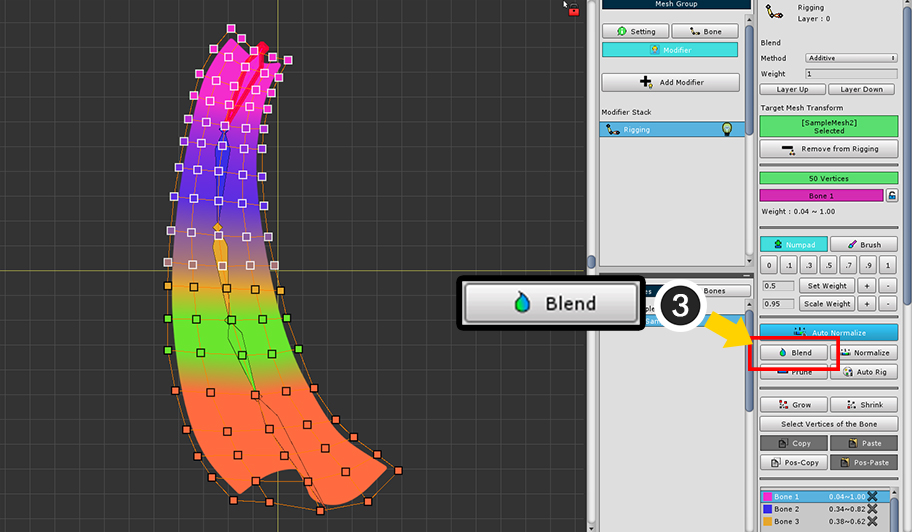 Mesh Group
Setting
Bone
Modifier
Add Modifier
Modifier Stack
Rigging
Bones
Blend
3
Rigging
Layer : 0
Blend
Method
Additive
Weight
1
Layer Up
Layer Down
Target Mesh Transform
[SampleMesh2]
Selected
Remove from Rigging
50 Vertices
Bone 1
Weight : 0.04 ~ 1.00
Numpad
Brush
0 .1 .3 .5 .7 .9 1
0.5
Set Weight
+
-
0.95
Scale Weight
+
-
Auto Normalize
Blend
Normalize
Prune
Auto Rig
Grow
Shrink
Select Vertices of the Bone
Copy
Paste
Pos-Copy
Pos-Paste
Bone 1 0.04~1.00
Bone 2 0.34~0.82
Bone 3 0.38~0.62